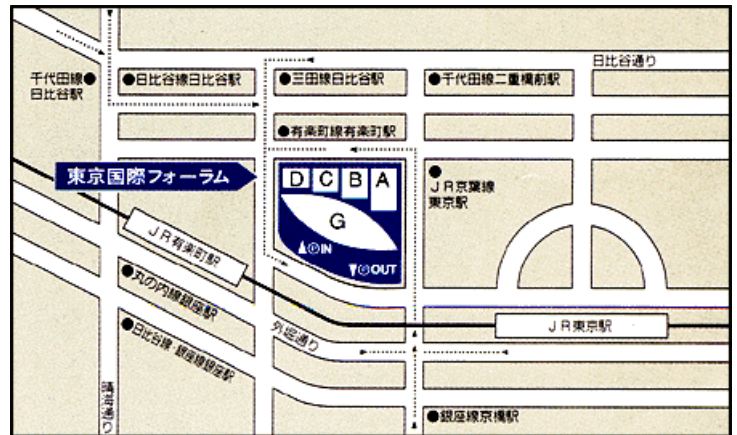 日比谷通り
千代田線●
日比谷駅
●日比谷線日比谷駅
●三田線日比谷駅
●千代田線二重橋前駅
●有楽町線有楽町駅
東京国際フォーラム
D C B A
G
▲ⓅIN
▼ⓅOUT
●
JR京葉線
東京駅
JR有楽町駅
●丸の内線銀座駅
●日比谷線・銀座線銀座駅
外堀通り
JR東京駅
晴海通り
●銀座線京橋駅